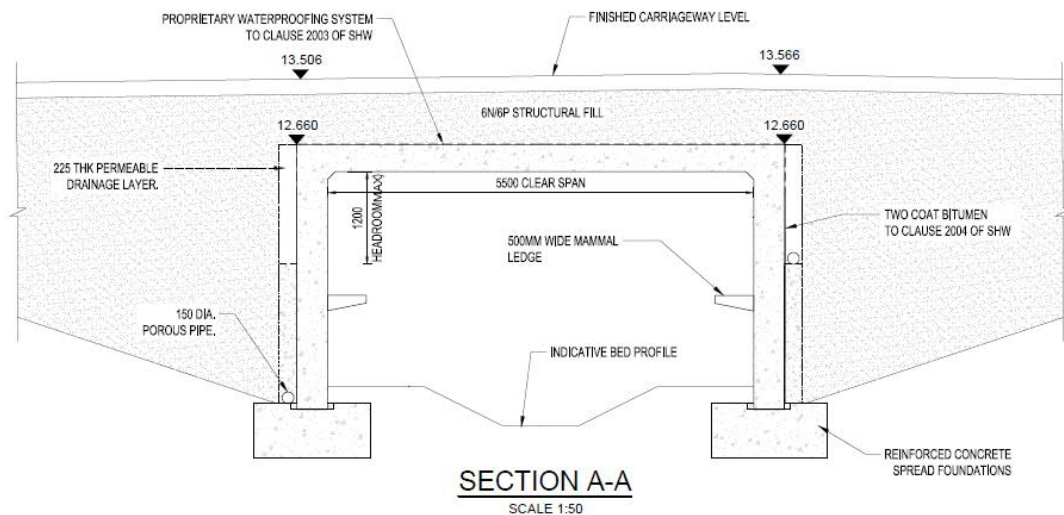 PROPRIETARY WATERPROOFING SYSTEM
TO CLAUSE 2003 OF SHW
FINISHED CARRIAGEWAY LEVEL
13.506
13.566
6N/6P STRUCTURAL FILL
12.660
12.660
225 THK PERMEABLE
DRAINAGE LAYER.
5500 CLEAR SPAN
1200
HEADROOM(MAX)
TWO COAT BITUMEN
TO CLAUSE 2004 OF SHW
500MM WIDE MAMMAL
LEDGE
150 DIA.
POROUS PIPE.
INDICATIVE BED PROFILE
REINFORCED CONCRETE
SPREAD FOUNDATIONS
SECTION A-A
SCALE 1:50